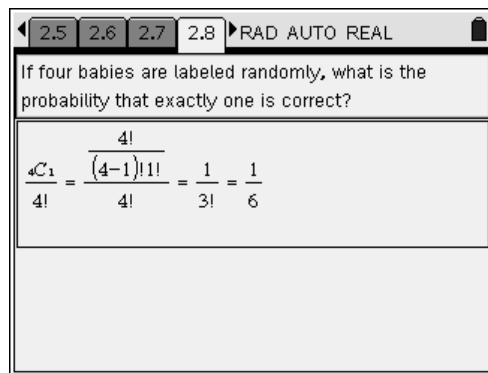 2.5 2.6 2.7 2.8 RAD AUTO REAL
If four babies are labeled randomly, what is the
probability that exactly one is correct?
₄C₁/4! = (4!/((4−1)!1!))/4! = 1/3! = 1/6